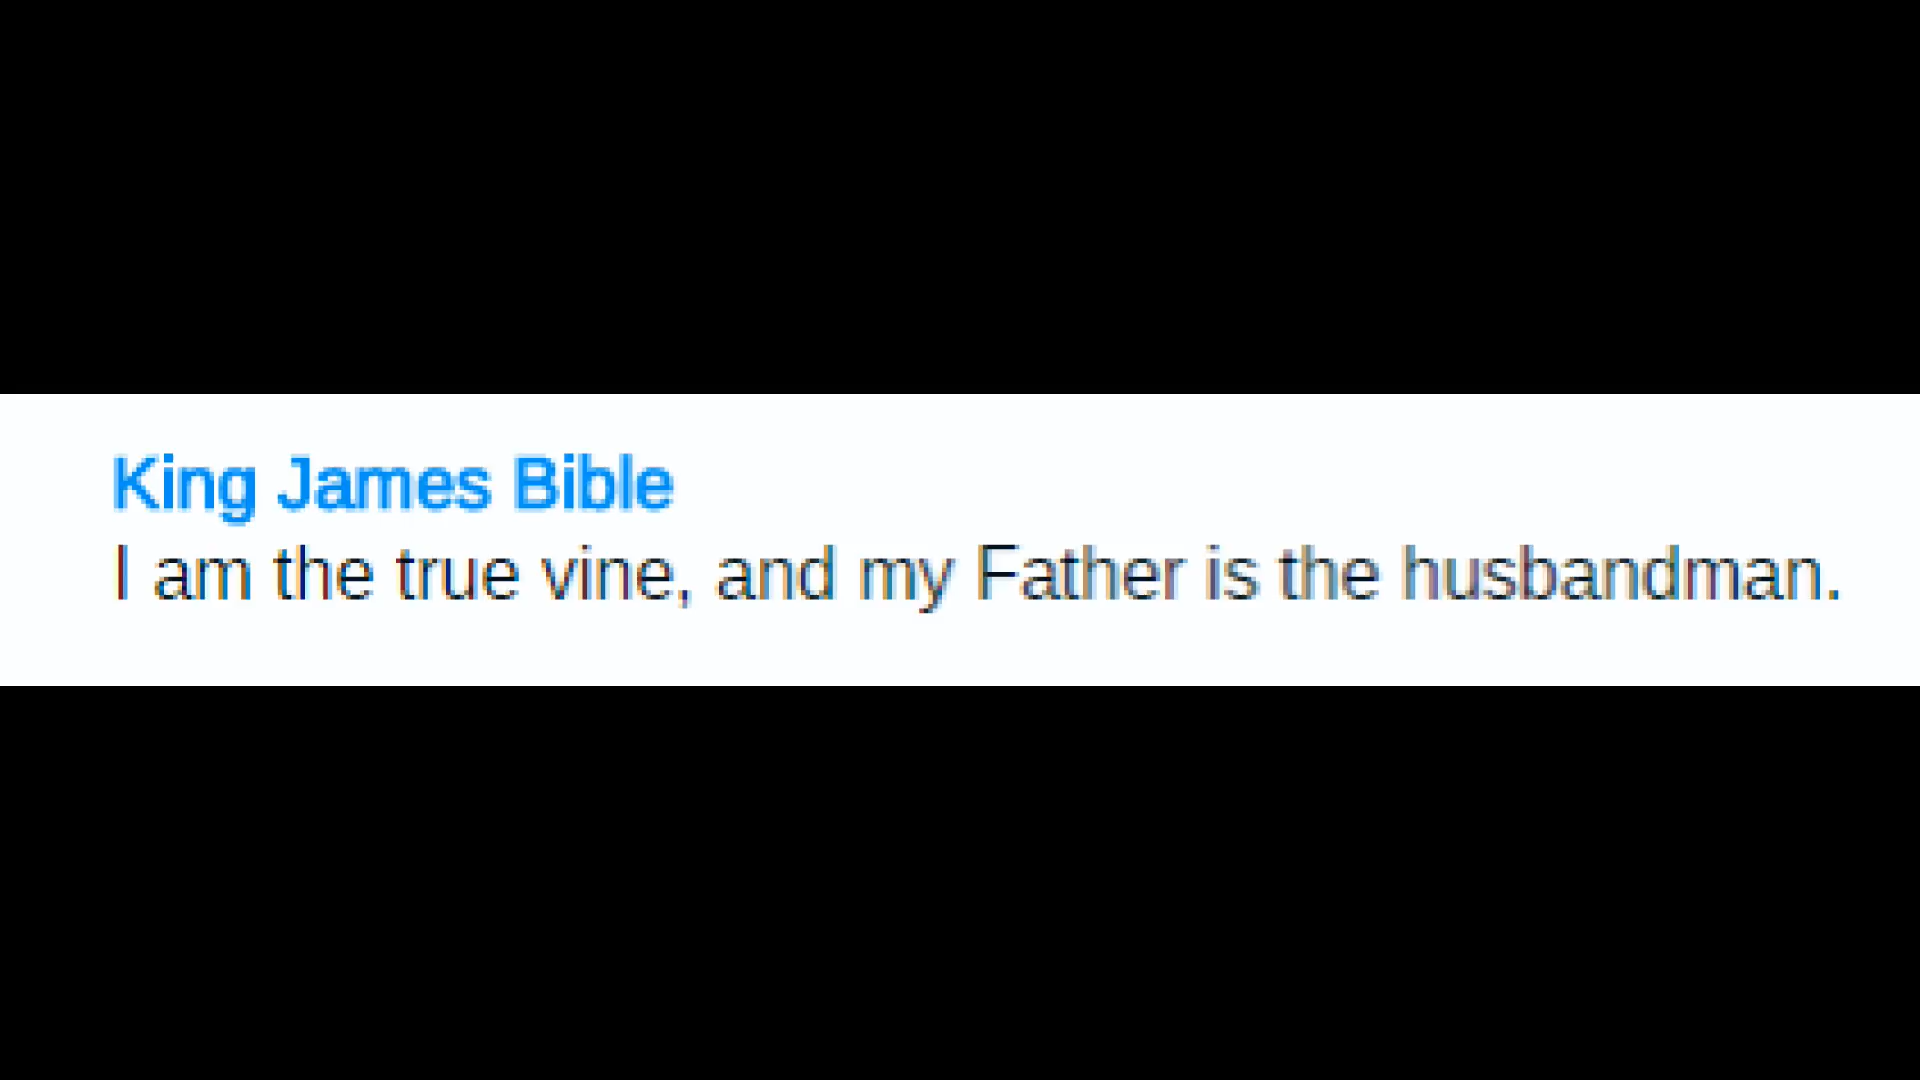 King James Bible
I am the true vine, and my Father is the husbandman.